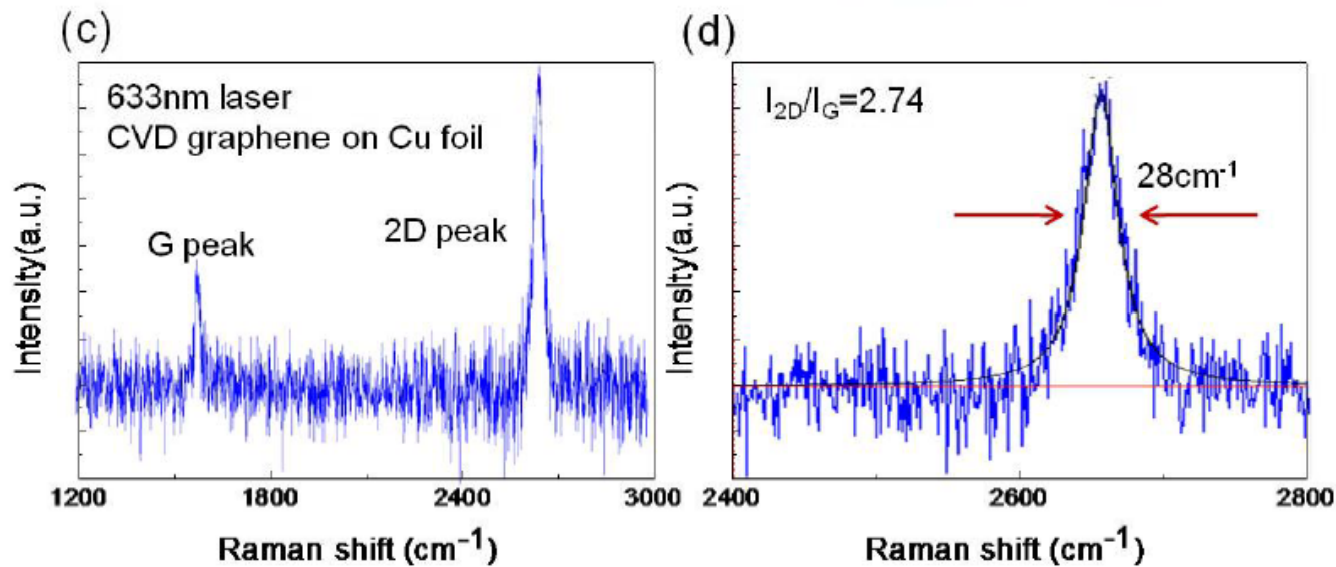 (c)
633nm laser
CVD graphene on Cu foil
G peak
2D peak
Intensity(a.u.)
1200 1800 2400 3000
Raman shift (cm⁻¹)
(d)
I₂D/I_G=2.74
28cm⁻¹
Intensity(a.u.)
2400 2600 2800
Raman shift (cm⁻¹)